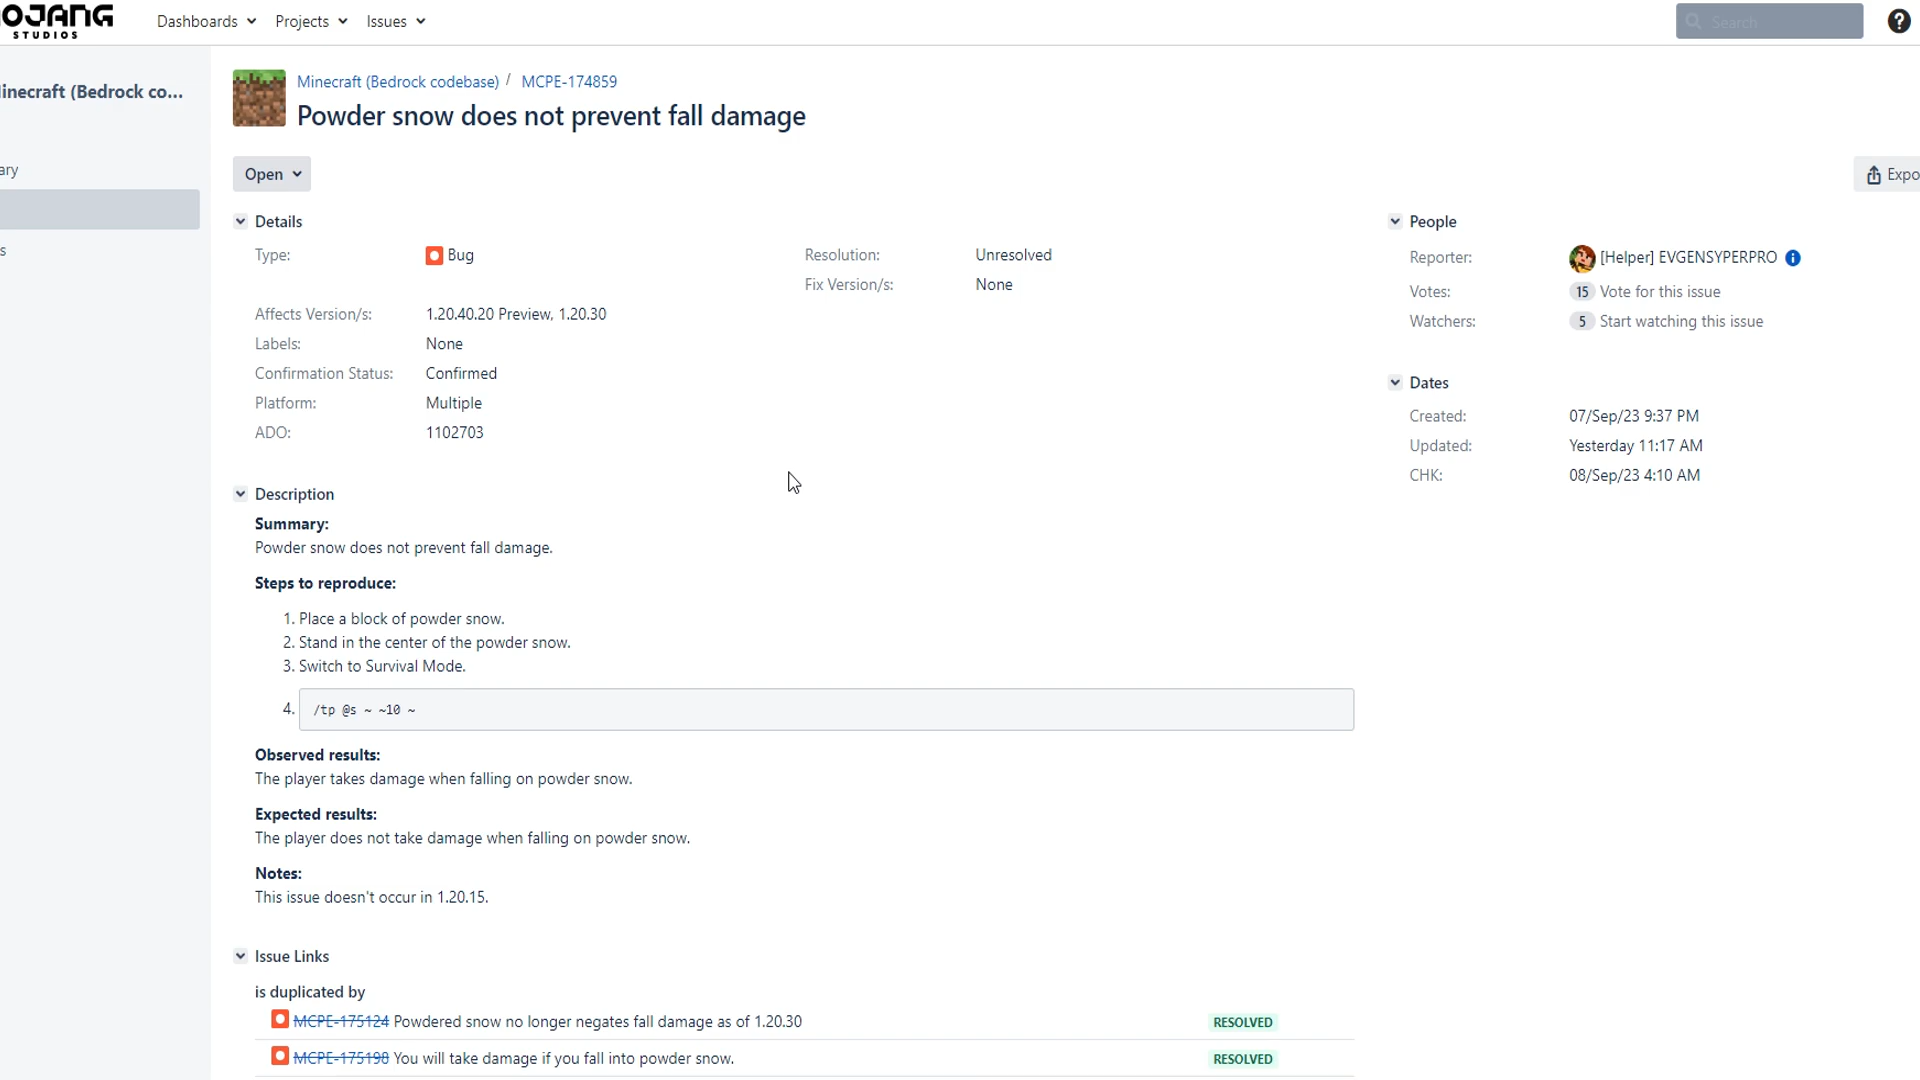 OJANG
STUDIOS
Dashboards Projects Issues
Search
inecraft (Bedrock co...
ary
s
Minecraft (Bedrock codebase) / MCPE-174859
Powder snow does not prevent fall damage
Open
Expo
Details
Type: Bug
Resolution: Unresolved
Fix Version/s: None
Affects Version/s: 1.20.40.20 Preview, 1.20.30
Labels: None
Confirmation Status: Confirmed
Platform: Multiple
ADO: 1102703
People
Reporter: [Helper] EVGENSYPERPRO
Votes: 15 Vote for this issue
Watchers: 5 Start watching this issue
Dates
Created: 07/Sep/23 9:37 PM
Updated: Yesterday 11:17 AM
CHK: 08/Sep/23 4:10 AM
Description
Summary:
Powder snow does not prevent fall damage.
Steps to reproduce:
1. Place a block of powder snow.
2. Stand in the center of the powder snow.
3. Switch to Survival Mode.
4. /tp @s ~ ~10 ~
Observed results:
The player takes damage when falling on powder snow.
Expected results:
The player does not take damage when falling on powder snow.
Notes:
This issue doesn't occur in 1.20.15.
Issue Links
is duplicated by
MCPE-175124 Powdered snow no longer negates fall damage as of 1.20.30 RESOLVED
MCPE-175198 You will take damage if you fall into powder snow. RESOLVED